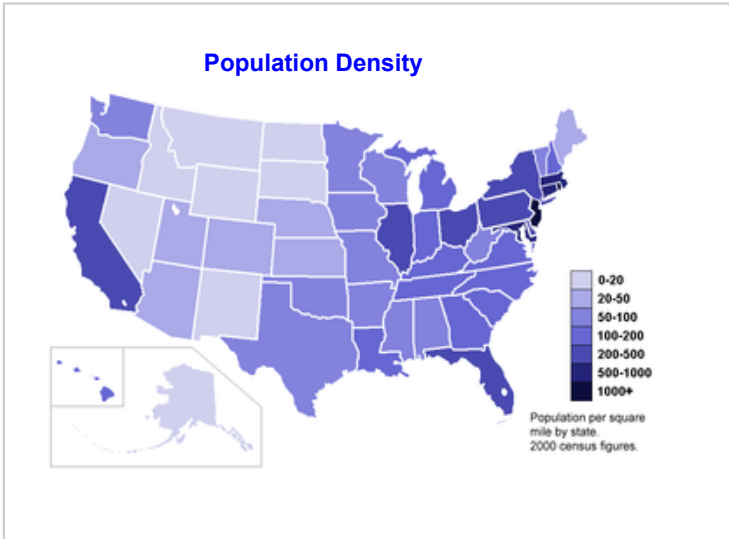 Population Density
0-20
20-50
50-100
100-200
200-500
500-1000
1000+
Population per square
mile by state.
2000 census figures.